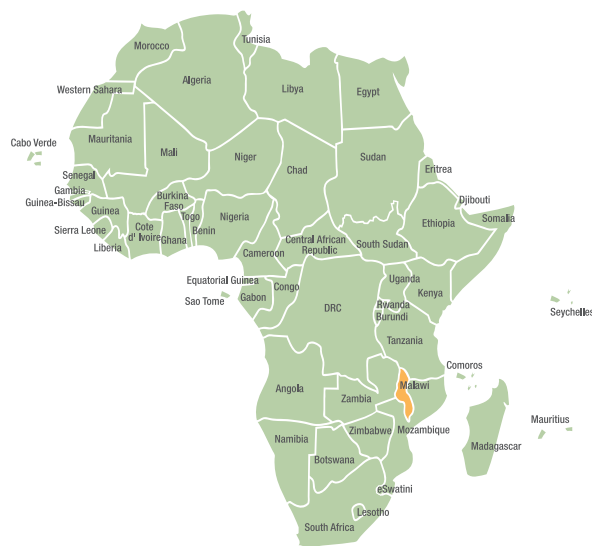 Tunisia
Morocco
Algeria
Libya
Egypt
Western Sahara
Mauritania
Mali
Niger
Chad
Sudan
Eritrea
Cabo Verde
Senegal
Gambia
Guinea-Bissau
Guinea
Sierra Leone
Liberia
Cote
d' Ivoire
Burkina
Faso
Ghana
Togo
Benin
Nigeria
Cameroon
Central African
Republic
South Sudan
Ethiopia
Djibouti
Somalia
Equatorial Guinea
Sao Tome
Gabon
Congo
DRC
Uganda
Kenya
Rwanda
Burundi
Tanzania
Seychelles
Comoros
Angola
Zambia
Malawi
Mozambique
Zimbabwe
Namibia
Botswana
Madagascar
Mauritius
eSwatini
Lesotho
South Africa